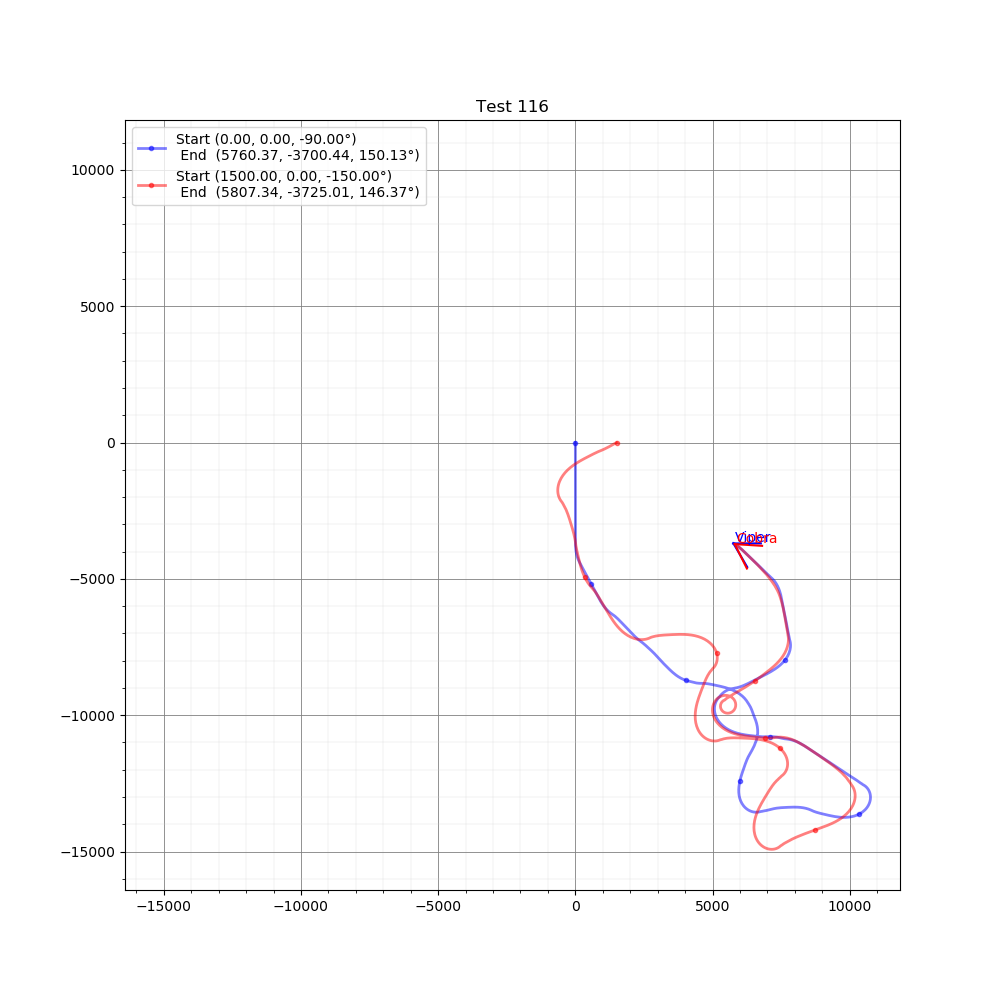 Test 116
Start (0.00, 0.00, -90.00°)
End (5760.37, -3700.44, 150.13°)
Start (1500.00, 0.00, -150.00°)
End (5807.34, -3725.01, 146.37°)
10000
5000
0
−5000
−10000
−15000
Viper
−15000
−10000
−5000
0
5000
10000